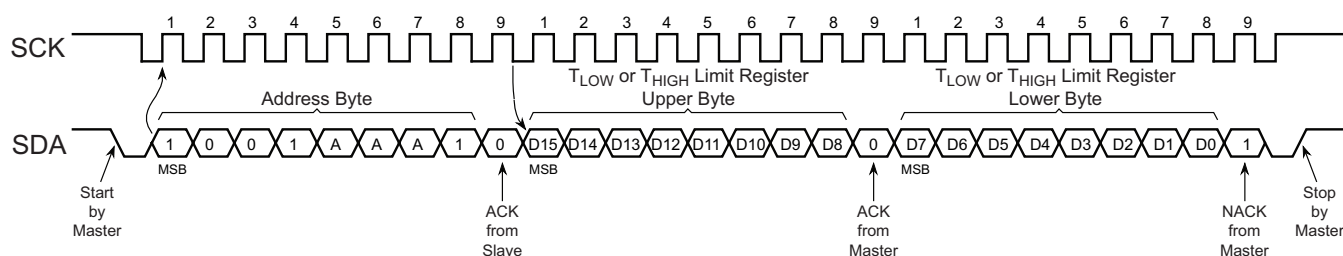 1 2 3 4 5 6 7 8 9 1 2 3 4 5 6 7 8 9 1 2 3 4 5 6 7 8 9
SCK
TLOW or THIGH Limit Register
Upper Byte
TLOW or THIGH Limit Register
Lower Byte
Address Byte
SDA
1 0 0 1 A A A 1 0 D15 D14 D13 D12 D11 D10 D9 D8 0 D7 D6 D5 D4 D3 D2 D1 D0 1
MSB
MSB
MSB
Start
by
Master
ACK
from
Slave
ACK
from
Master
NACK
from
Master
Stop
by
Master